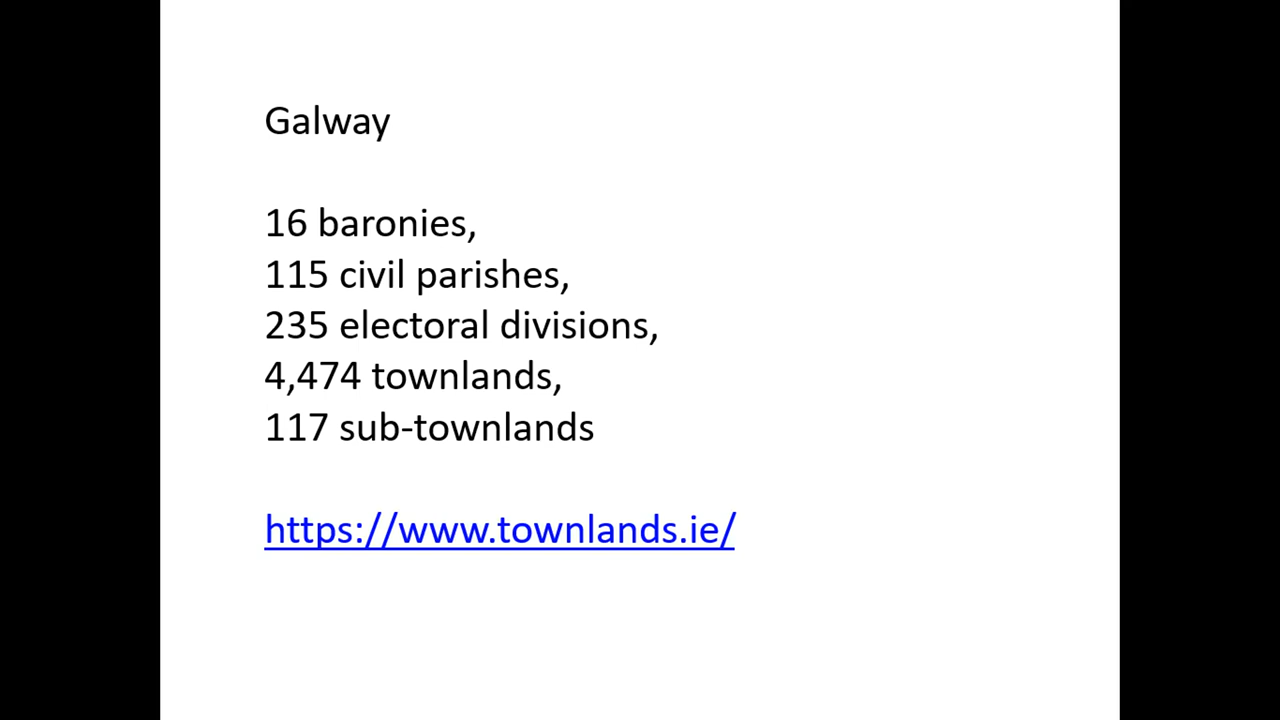 Galway
16 baronies,
115 civil parishes,
235 electoral divisions,
4,474 townlands,
117 sub-townlands
https://www.townlands.ie/